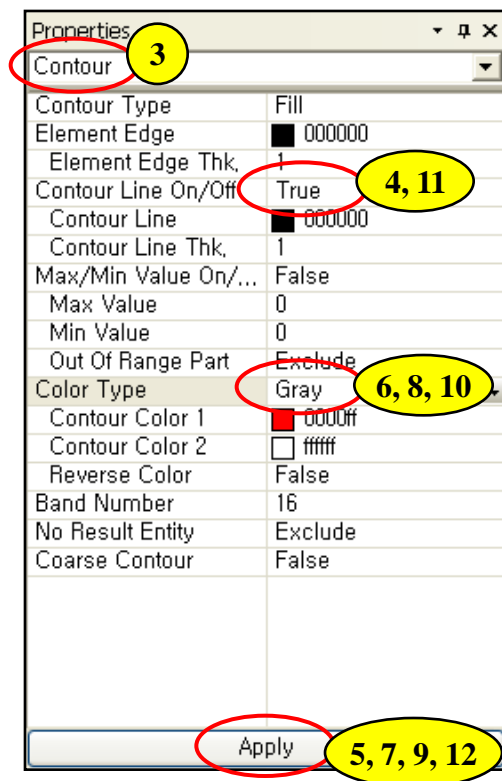 Properties
3
Contour
Contour Type Fill
Element Edge 000000
Element Edge Thk, 1
Contour Line On/Off True
4, 11
Contour Line 000000
Contour Line Thk, 1
Max/Min Value On/... False
Max Value 0
Min Value 0
Out Of Range Part Exclude
Color Type Gray
6, 8, 10
Contour Color 1 0000ff
Contour Color 2 ffffff
Reverse Color False
Band Number 16
No Result Entity Exclude
Coarse Contour False
Apply
5, 7, 9, 12